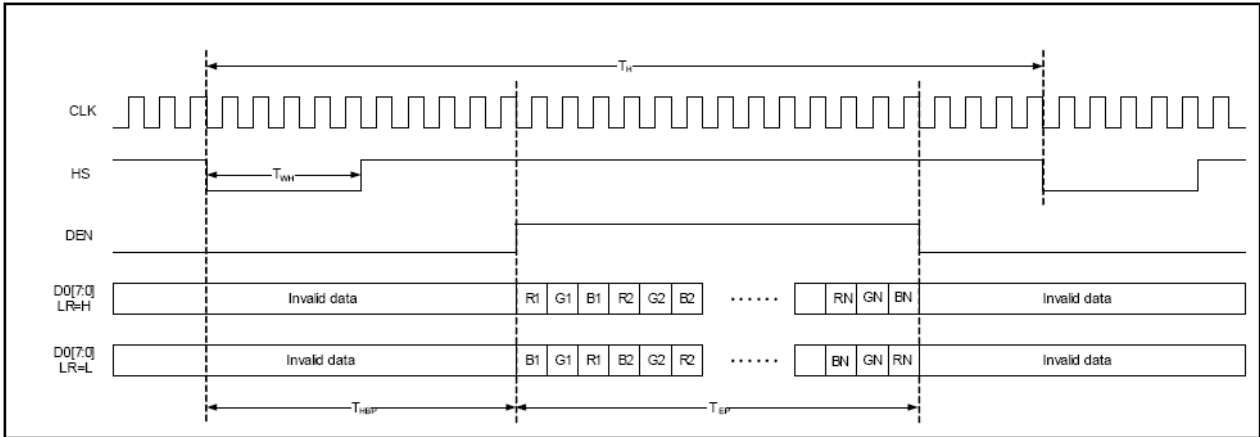 TH
CLK
HS
TWH
DEN
D0[7:0]
LR=H
Invalid data
R1 G1 B1 R2 G2 B2 ...... RN GN BN
Invalid data
D0[7:0]
LR=L
Invalid data
B1 G1 R1 B2 G2 R2 ...... BN GN RN
Invalid data
THBP
TEP